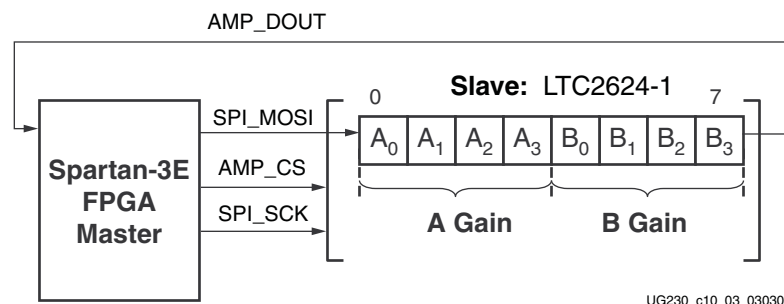 AMP_DOUT
Slave: LTC2624-1
0 7
SPI_MOSI
A0 A1 A2 A3 B0 B1 B2 B3
Spartan-3E
FPGA
Master
AMP_CS
SPI_SCK
A Gain B Gain
UG230_c10_03_03030